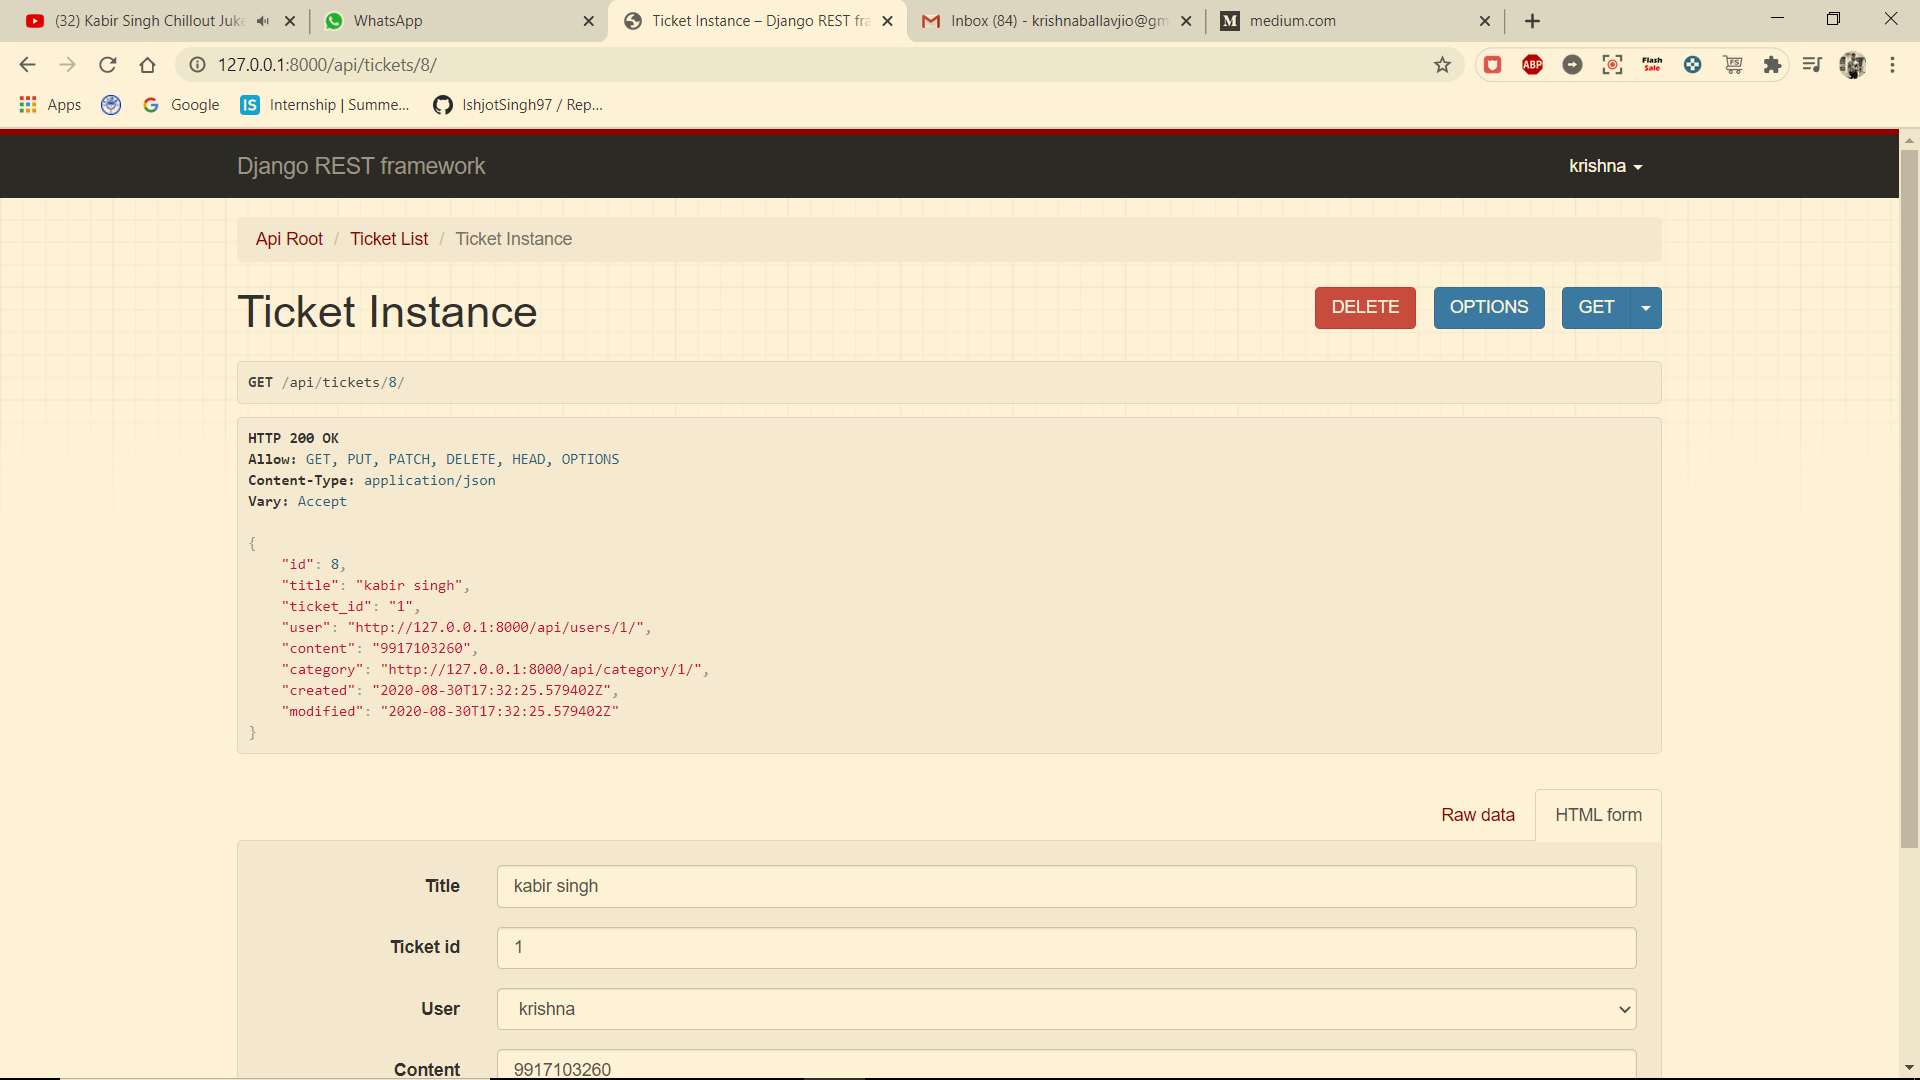 (32) Kabir Singh Chillout Juke
WhatsApp
Ticket Instance – Django REST fra
Inbox (84) - krishnaballavjio@gm
M medium.com
127.0.0.1:8000/api/tickets/8/
ABP
Flash Sale
FS
Apps
Google
IS Internship | Summe...
IshjotSingh97 / Rep...
Django REST framework
krishna
Api Root / Ticket List / Ticket Instance
Ticket Instance
DELETE
OPTIONS
GET
GET /api/tickets/8/
HTTP 200 OK
Allow: GET, PUT, PATCH, DELETE, HEAD, OPTIONS
Content-Type: application/json
Vary: Accept
{
"id": 8,
"title": "kabir singh",
"ticket_id": "1",
"user": "http://127.0.0.1:8000/api/users/1/",
"content": "9917103260",
"category": "http://127.0.0.1:8000/api/category/1/",
"created": "2020-08-30T17:32:25.579402Z",
"modified": "2020-08-30T17:32:25.579402Z"
}
Raw data
HTML form
Title kabir singh
Ticket id 1
User krishna
Content 9917103260